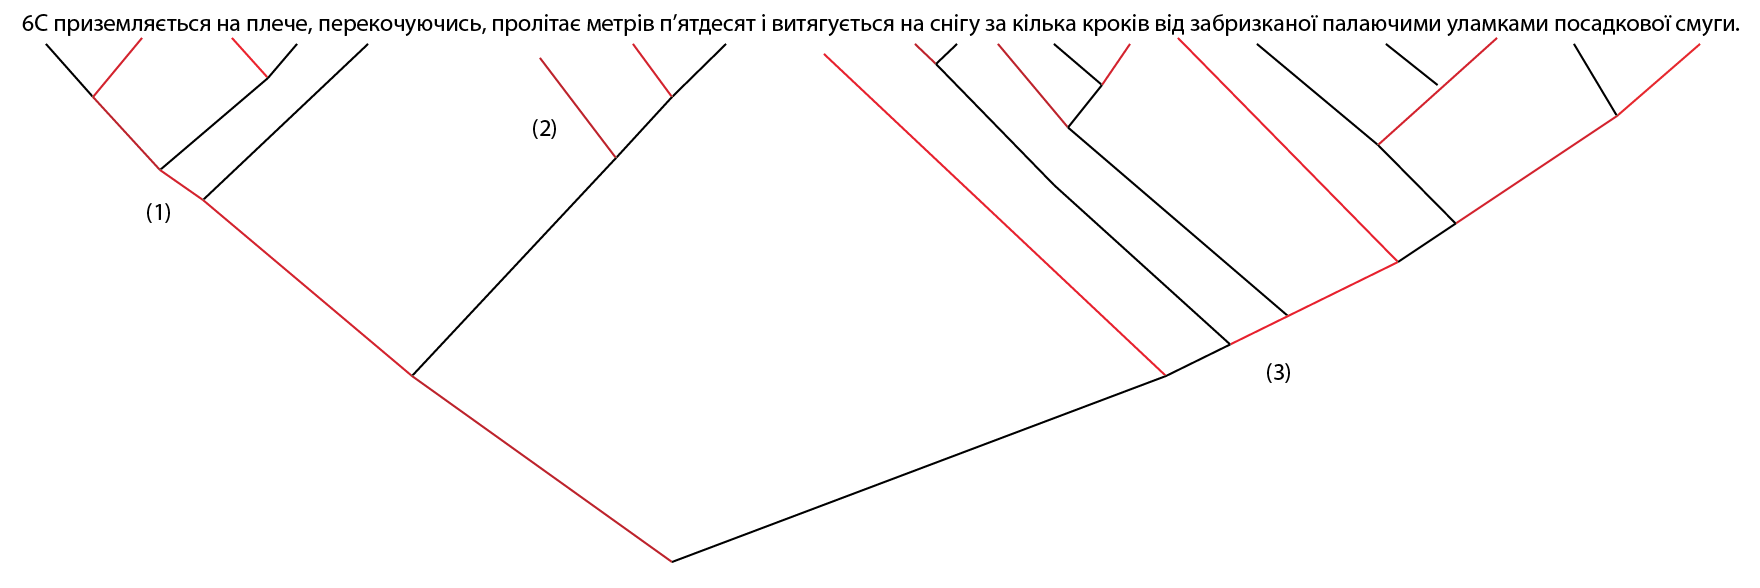 6С приземляється на плече, перекочуючись, пролітає метрів п’ятдесят і витягується на снігу за кілька кроків від забризканої палаючими уламками посадкової смуги.
(2)
(1)
(3)